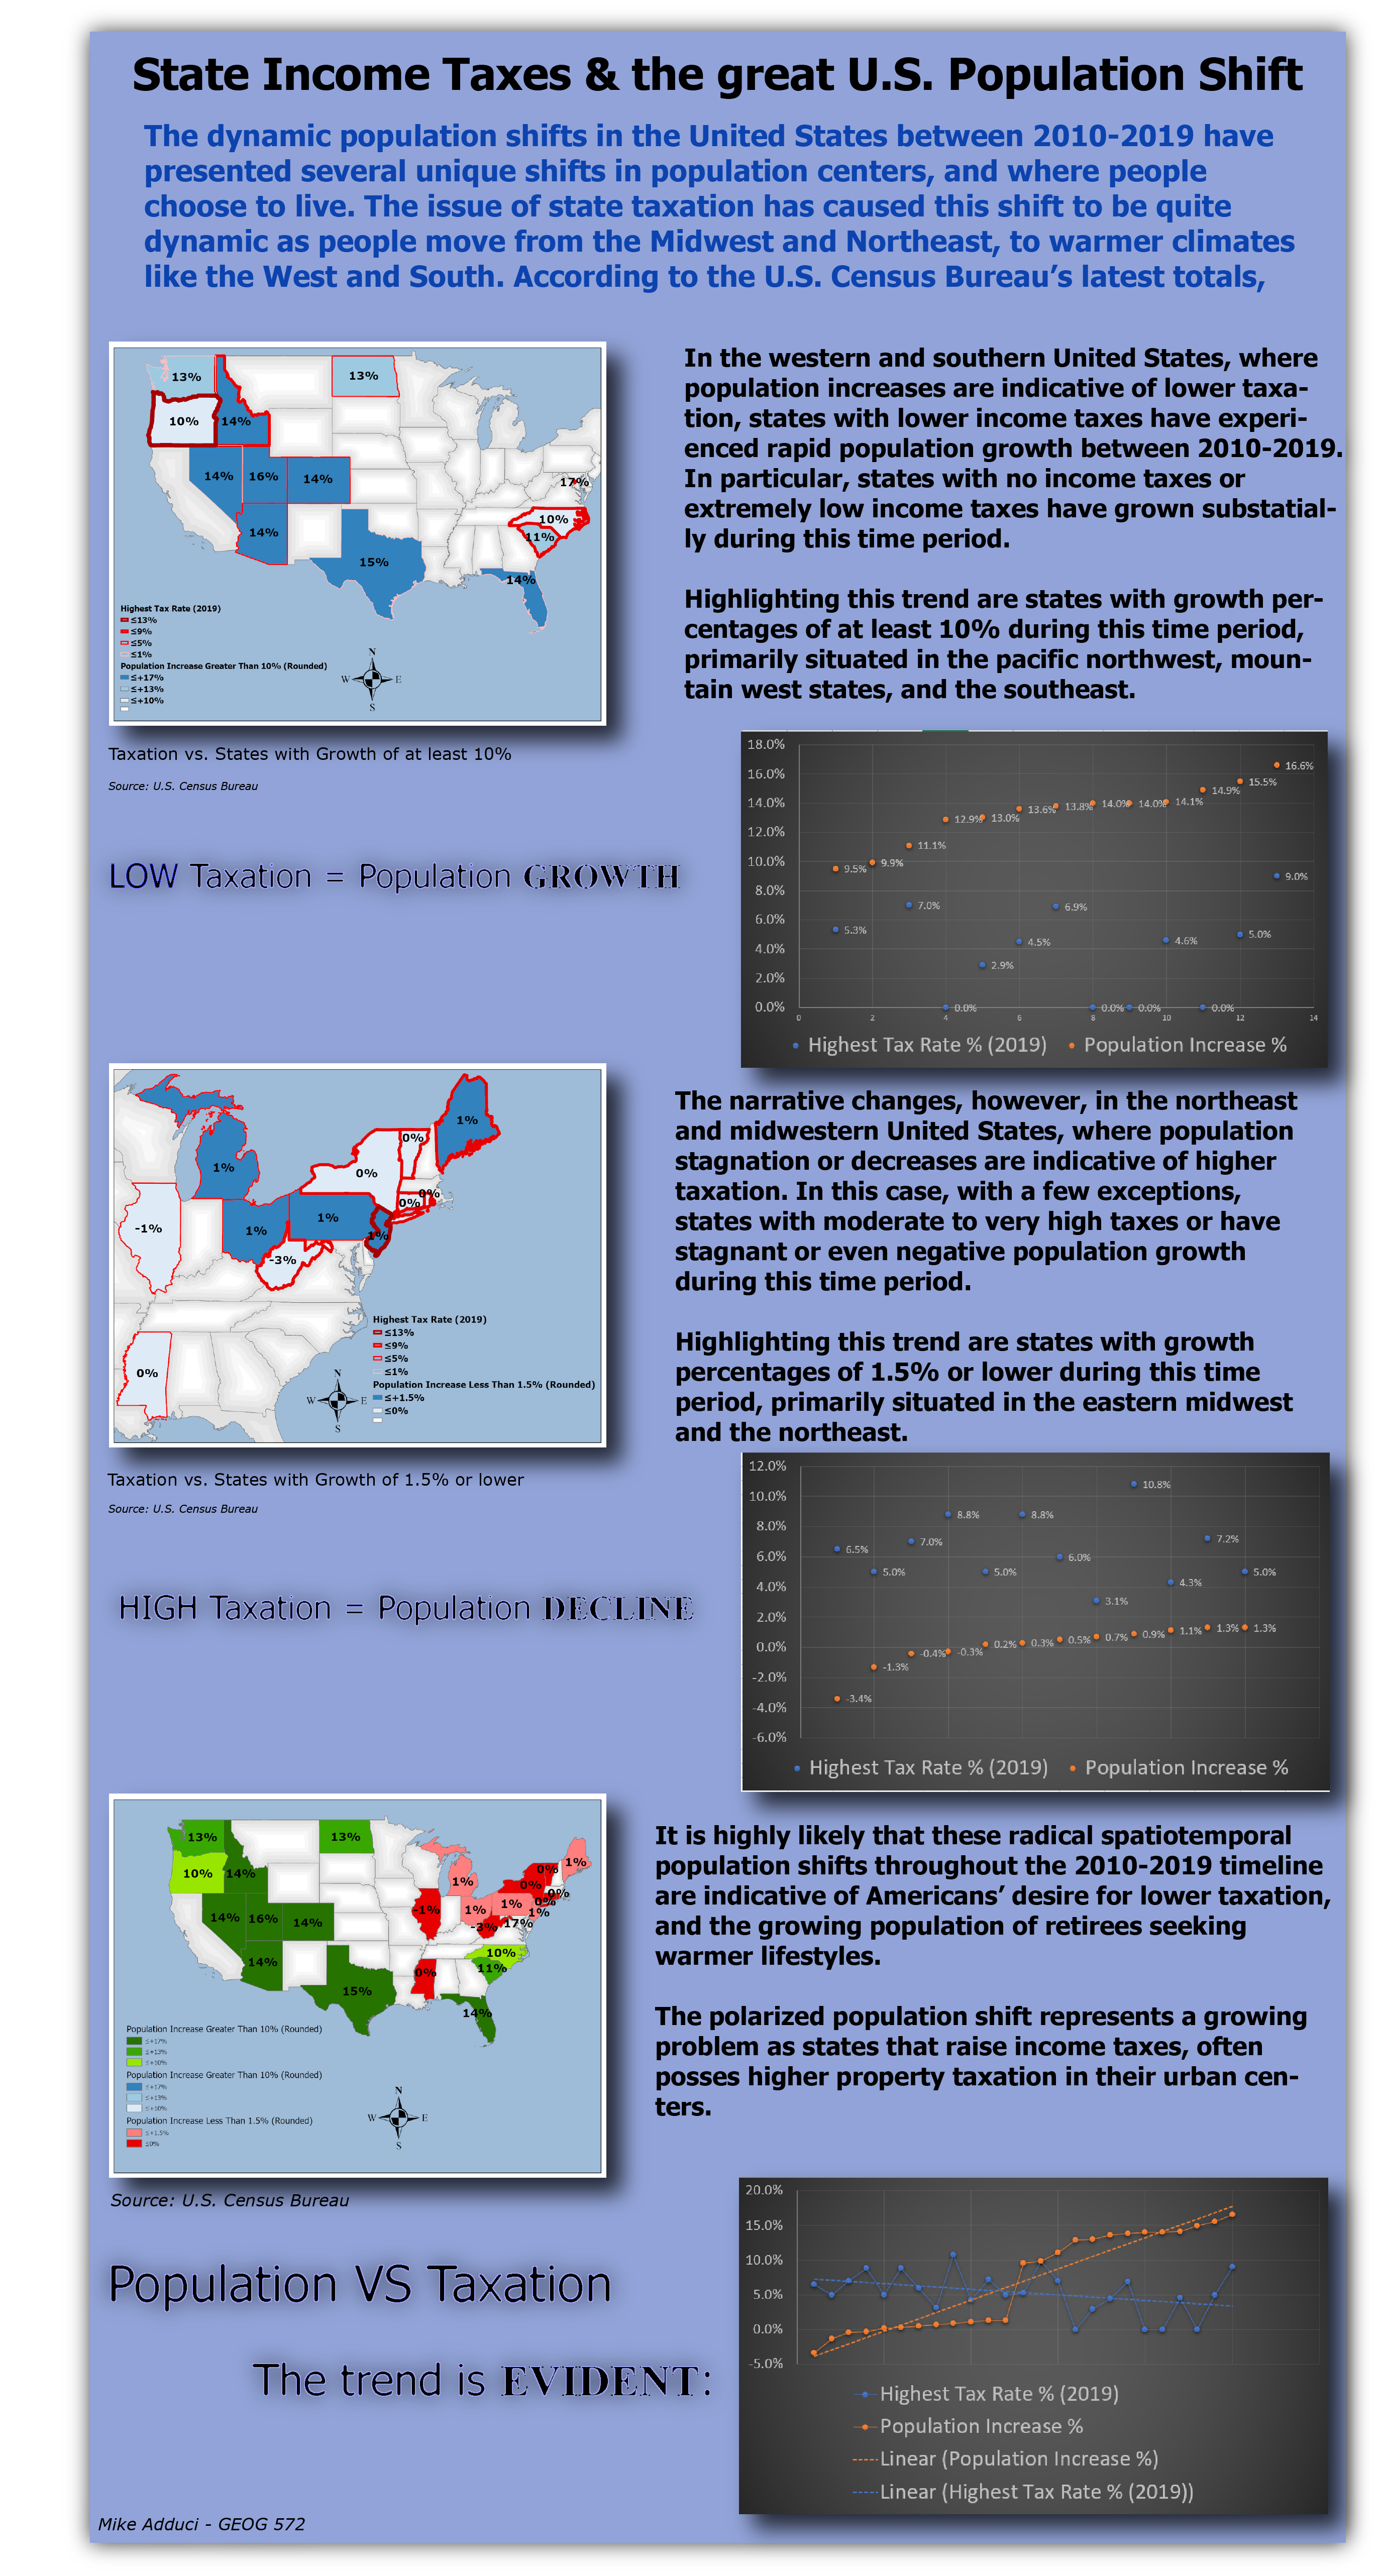 State Income Taxes & the great U.S. Population Shift
The dynamic population shifts in the United States between 2010-2019 have
presented several unique shifts in population centers, and where people
choose to live. The issue of state taxation has caused this shift to be quite
dynamic as people move from the Midwest and Northeast, to warmer climates
like the West and South. According to the U.S. Census Bureau's latest totals,
13%
13%
10%
14%
14%
16%
14%
17%
14%
10%
11%
15%
14%
Highest Tax Rate (2019)
≤13%
≤9%
≤5%
≤1%
Population Increase Greater Than 10% (Rounded)
≤+17%
≤+13%
≤+10%
N
W E
S
Taxation vs. States with Growth of at least 10%
Source: U.S. Census Bureau
In the western and southern United States, where
population increases are indicative of lower taxa-
tion, states with lower income taxes have experi-
enced rapid population growth between 2010-2019.
In particular, states with no income taxes or
extremely low income taxes have grown substatial-
ly during this time period.
Highlighting this trend are states with growth per-
centages of at least 10% during this time period,
primarily situated in the pacific northwest, moun-
tain west states, and the southeast.
LOW Taxation = Population GROWTH
18.0%
16.0%
14.0%
12.0%
10.0%
8.0%
6.0%
4.0%
2.0%
0.0%
9.5%
9.9%
11.1%
12.9%
13.0%
13.6%
13.8%
14.0%
14.0%
14.1%
14.9%
15.5%
16.6%
5.3%
7.0%
0.0%
2.9%
4.5%
6.9%
0.0%
0.0%
4.6%
0.0%
5.0%
9.0%
0 2 4 6 8 10 12 14
Highest Tax Rate % (2019) Population Increase %
1%
0%
1%
0%
0%
0%
-1%
1%
1%
1%
-3%
0%
Highest Tax Rate (2019)
≤13%
≤9%
≤5%
≤1%
Population Increase Less Than 1.5% (Rounded)
≤+1.5%
≤0%
N
W E
S
Taxation vs. States with Growth of 1.5% or lower
Source: U.S. Census Bureau
The narrative changes, however, in the northeast
and midwestern United States, where population
stagnation or decreases are indicative of higher
taxation. In this case, with a few exceptions,
states with moderate to very high taxes or have
stagnant or even negative population growth
during this time period.
Highlighting this trend are states with growth
percentages of 1.5% or lower during this time
period, primarily situated in the eastern midwest
and the northeast.
HIGH Taxation = Population DECLINE
12.0%
10.0%
8.0%
6.0%
4.0%
2.0%
0.0%
-2.0%
-4.0%
-6.0%
6.5%
5.0%
7.0%
8.8%
5.0%
8.8%
6.0%
3.1%
10.8%
4.3%
7.2%
5.0%
-3.4%
-1.3%
-0.4%
-0.3%
0.2%
0.3%
0.5%
0.7%
0.9%
1.1%
1.3%
1.3%
Highest Tax Rate % (2019) Population Increase %
13%
13%
10%
14%
14%
16%
14%
14%
15%
14%
10%
11%
17%
1%
0%
1%
0%
0%
0%
-1%
1%
1%
1%
-3%
0%
Population Increase Greater Than 10% (Rounded)
≤+17%
≤+13%
≤+10%
Population Increase Greater Than 10% (Rounded)
≤+17%
≤+13%
≤+10%
Population Increase Less Than 1.5% (Rounded)
≤+1.5%
≤0%
N
W E
S
Source: U.S. Census Bureau
It is highly likely that these radical spatiotemporal
population shifts throughout the 2010-2019 timeline
are indicative of Americans' desire for lower taxation,
and the growing population of retirees seeking
warmer lifestyles.
The polarized population shift represents a growing
problem as states that raise income taxes, often
posses higher property taxation in their urban cen-
ters.
Population VS Taxation
The trend is EVIDENT:
20.0%
15.0%
10.0%
5.0%
0.0%
-5.0%
Highest Tax Rate % (2019)
Population Increase %
Linear (Population Increase %)
Linear (Highest Tax Rate % (2019))
Mike Adduci - GEOG 572